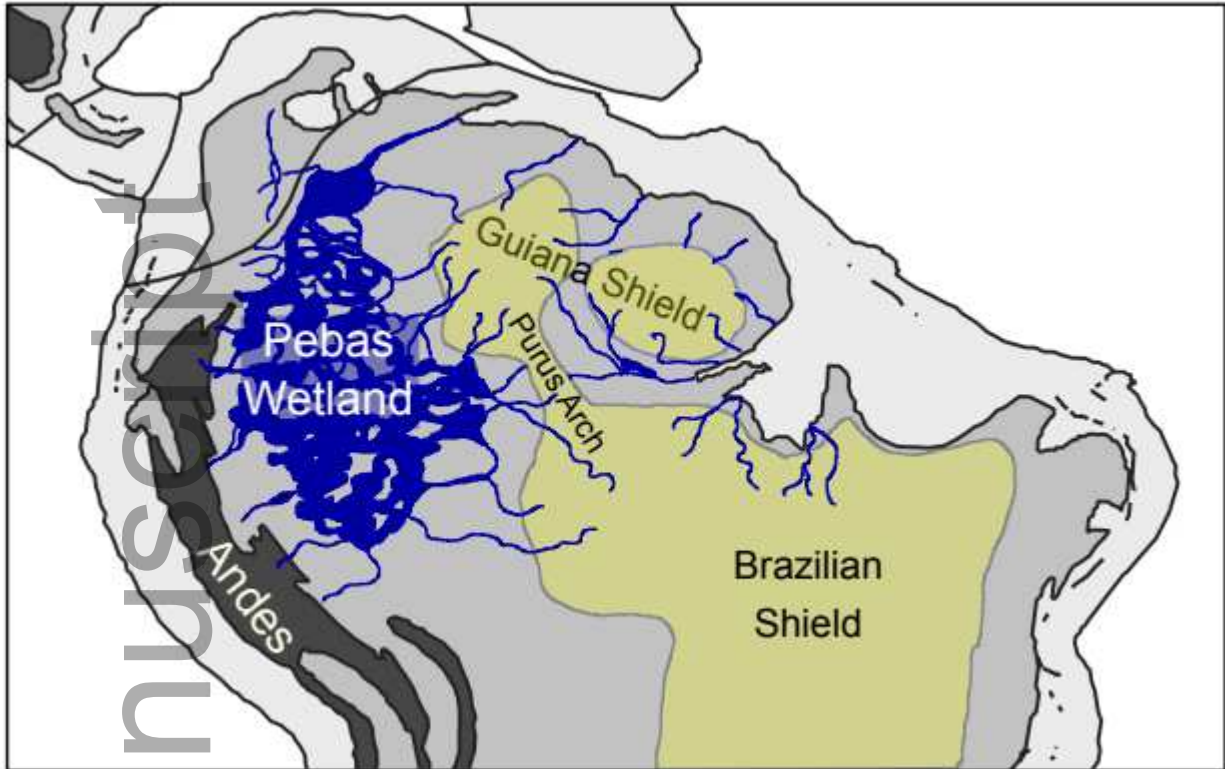 Guiana Shield
Pebas
Wetland
Purus Arch
Andes
Brazilian
Shield
nuscript